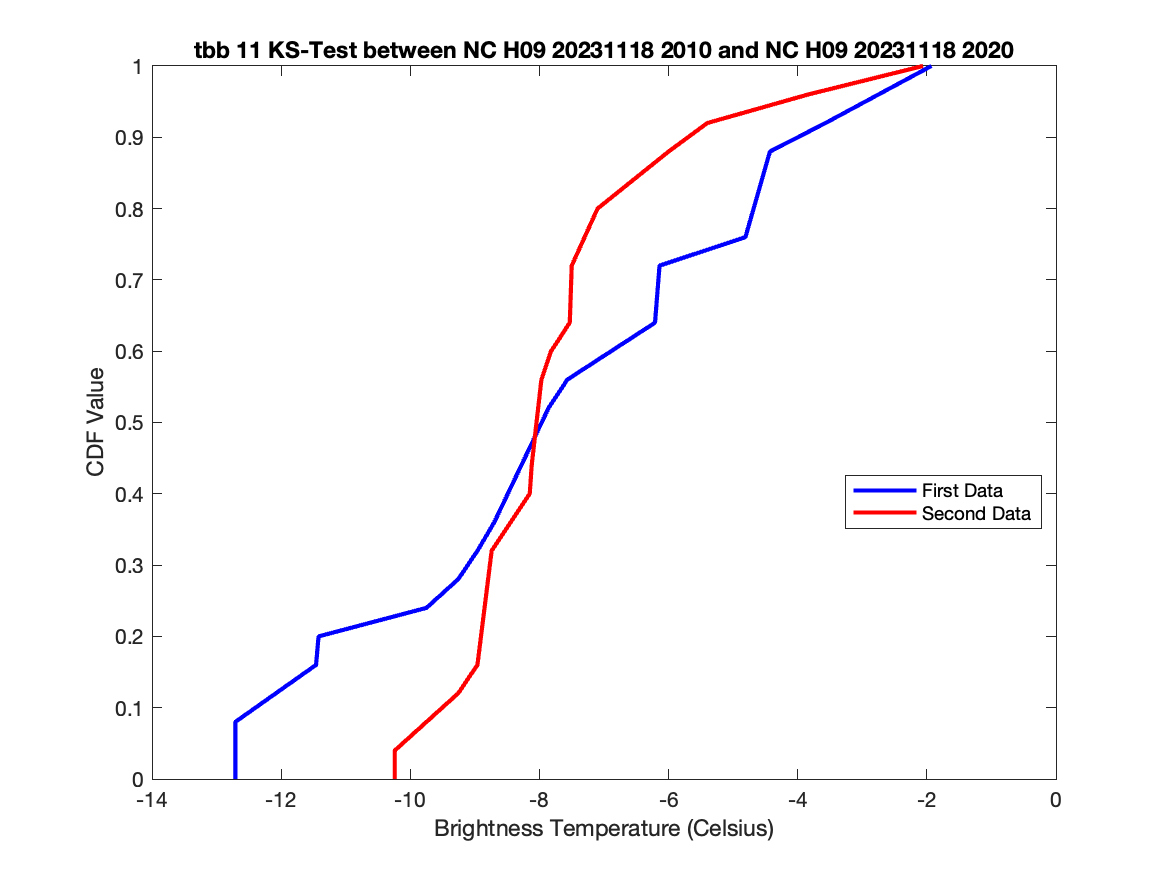 tbb 11 KS-Test between NC H09 20231118 2010 and NC H09 20231118 2020
1
0.9
0.8
0.7
0.6
0.5
0.4
0.3
0.2
0.1
0
CDF Value
First Data
Second Data
-14 -12 -10 -8 -6 -4 -2 0
Brightness Temperature (Celsius)